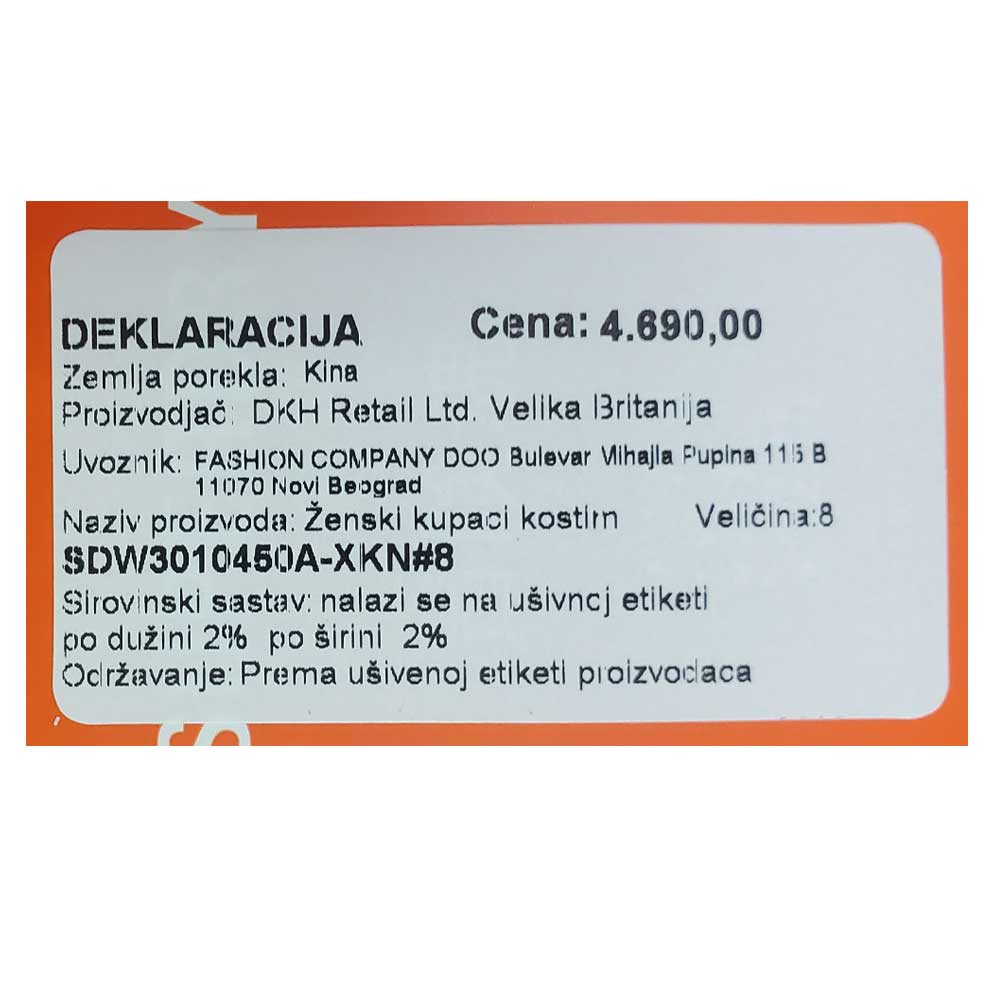 DEKLARACIJA Cena: 4.690,00
Zemlja porekla: Kina
Proizvodjač: DKH Retail Ltd. Velika Britanija
Uvoznik: FASHION COMPANY DOO Bulevar Mihajla Pupina 115 B
11070 Novi Beograd
Naziv proizvoda: Ženski kupaci kostim Veličina:8
SDW3010450A-XKN#8
Sirovinski sastav: nalazi se na ušivnoj etiketi
po dužini 2% po širini 2%
Održavanje: Prema ušivenoj etiketi proizvodaca